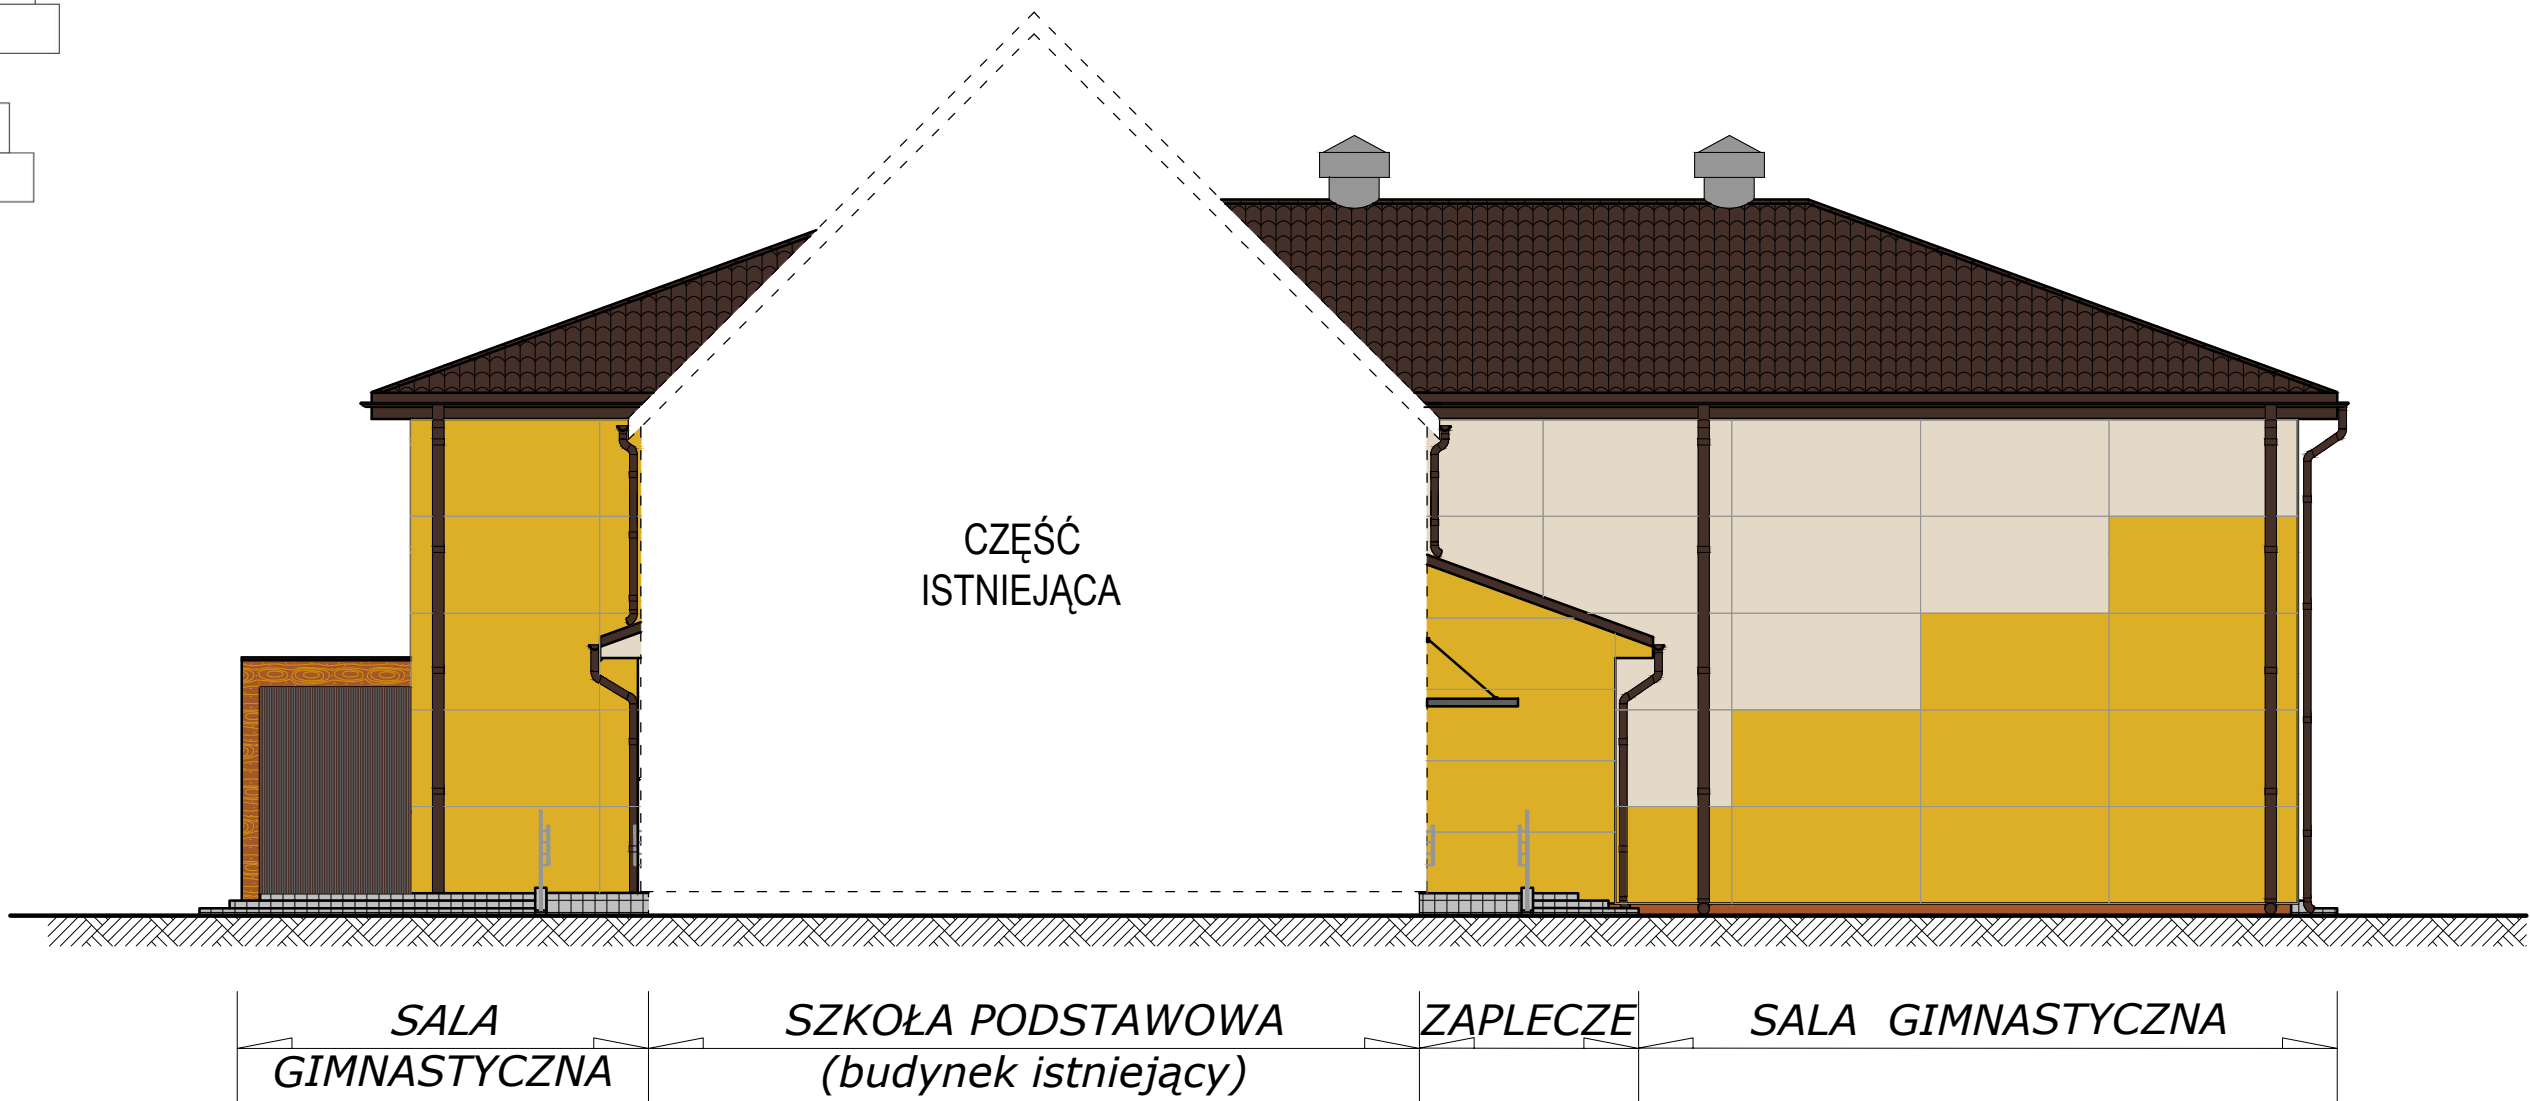 CZĘŚĆ
ISTNIEJĄCA
SALA
GIMNASTYCZNA
SZKOŁA PODSTAWOWA
(budynek istniejący)
ZAPLECZE
SALA GIMNASTYCZNA